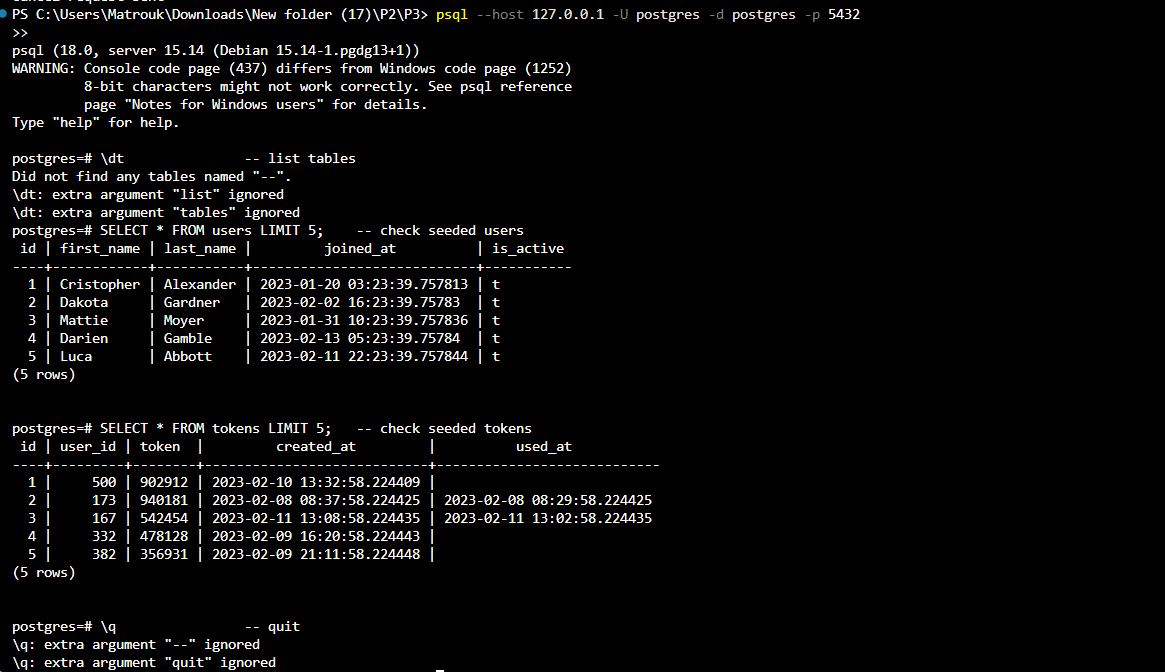 PS C:\Users\Matrouk\Downloads\New folder (17)\P2\P3> psql --host 127.0.0.1 -U postgres -d postgres -p 5432
>>
psql (18.0, server 15.14 (Debian 15.14-1.pgdg13+1))
WARNING: Console code page (437) differs from Windows code page (1252)
         8-bit characters might not work correctly. See psql reference
         page "Notes for Windows users" for details.
Type "help" for help.

postgres=# \dt               -- list tables
Did not find any tables named "--".
\dt: extra argument "list" ignored
\dt: extra argument "tables" ignored
postgres=# SELECT * FROM users LIMIT 5;    -- check seeded users
 id | first_name | last_name |         joined_at          | is_active
----+------------+-----------+----------------------------+-----------
  1 | Cristopher | Alexander | 2023-01-20 03:23:39.757813 | t
  2 | Dakota     | Gardner   | 2023-02-02 16:23:39.75783  | t
  3 | Mattie     | Moyer     | 2023-01-31 10:23:39.757836 | t
  4 | Darien     | Gamble    | 2023-02-13 05:23:39.75784  | t
  5 | Luca       | Abbott    | 2023-02-11 22:23:39.757844 | t
(5 rows)

postgres=# SELECT * FROM tokens LIMIT 5;   -- check seeded tokens
 id | user_id | token  |         created_at         |          used_at
----+---------+--------+----------------------------+----------------------------
  1 |     500 | 902912 | 2023-02-10 13:32:58.224409 |
  2 |     173 | 940181 | 2023-02-08 08:37:58.224425 | 2023-02-08 08:29:58.224425
  3 |     167 | 542454 | 2023-02-11 13:08:58.224435 | 2023-02-11 13:02:58.224435
  4 |     332 | 478128 | 2023-02-09 16:20:58.224443 |
  5 |     382 | 356931 | 2023-02-09 21:11:58.224448 |
(5 rows)

postgres=# \q                -- quit
\q: extra argument "--" ignored
\q: extra argument "quit" ignored